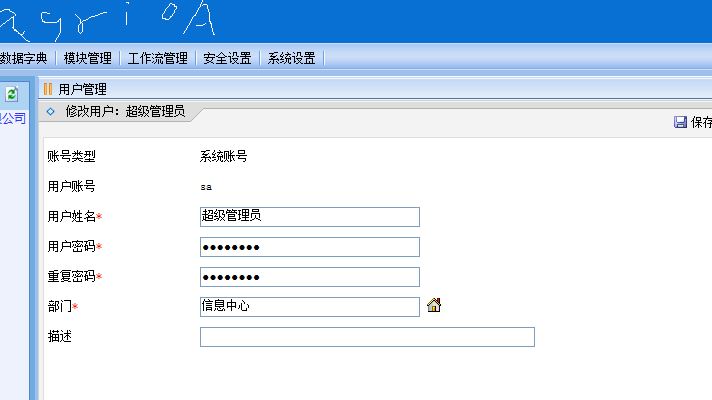 agri OA
数据字典 模块管理 工作流管理 安全设置 系统设置
用户管理
公司
修改用户：超级管理员
保存
账号类型 系统账号
用户账号 sa
用户姓名* 超级管理员
用户密码* ●●●●●●●●
重复密码* ●●●●●●●●
部门* 信息中心
描述